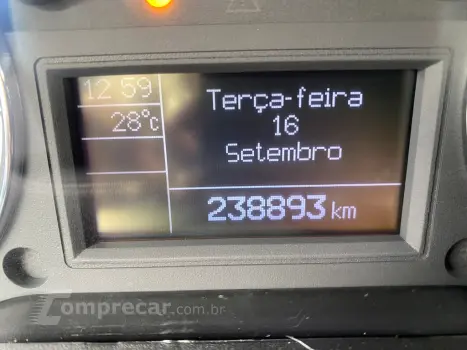 12 59
28°c
Terça-feira
16
Setembro
238893 km
Comprecar.com.br